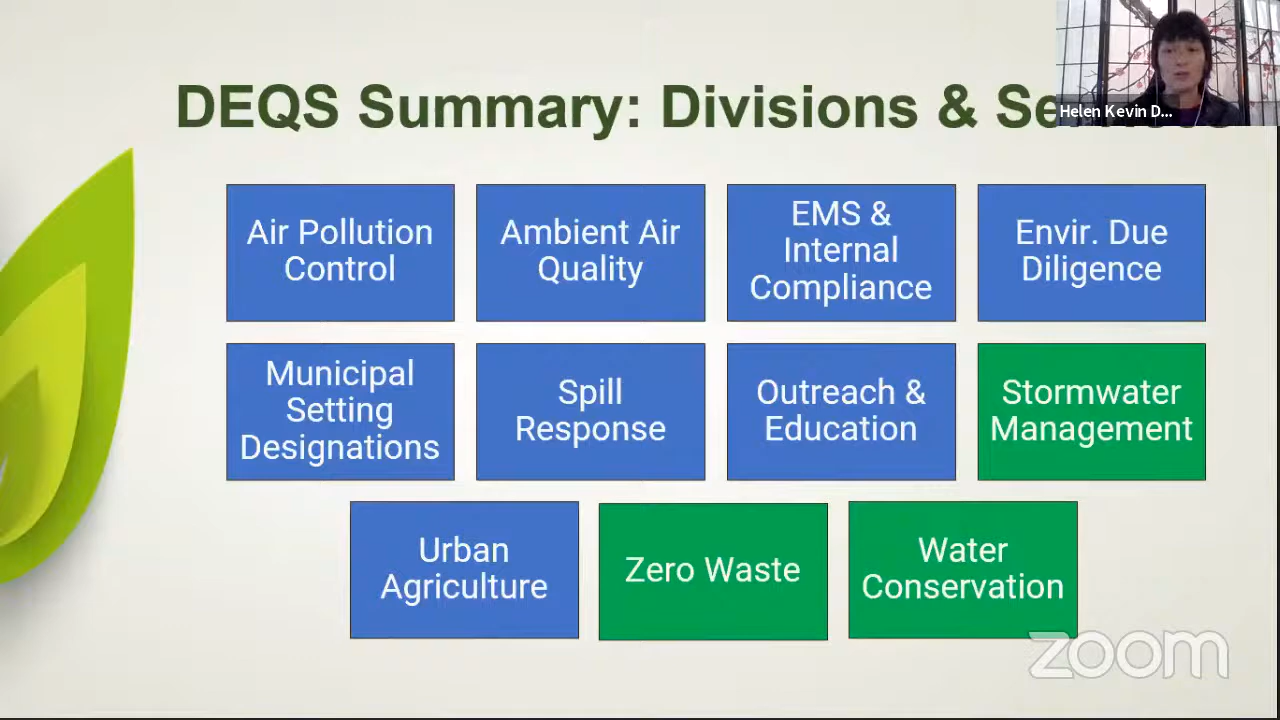 DEQS Summary: Divisions &
Helen Kevin D...
Air Pollution
Control
Ambient Air
Quality
EMS &
Internal
Compliance
Envir. Due
Diligence
Municipal
Setting
Designations
Spill
Response
Outreach &
Education
Stormwater
Management
Urban
Agriculture
Zero Waste
Water
Conservation
zoom